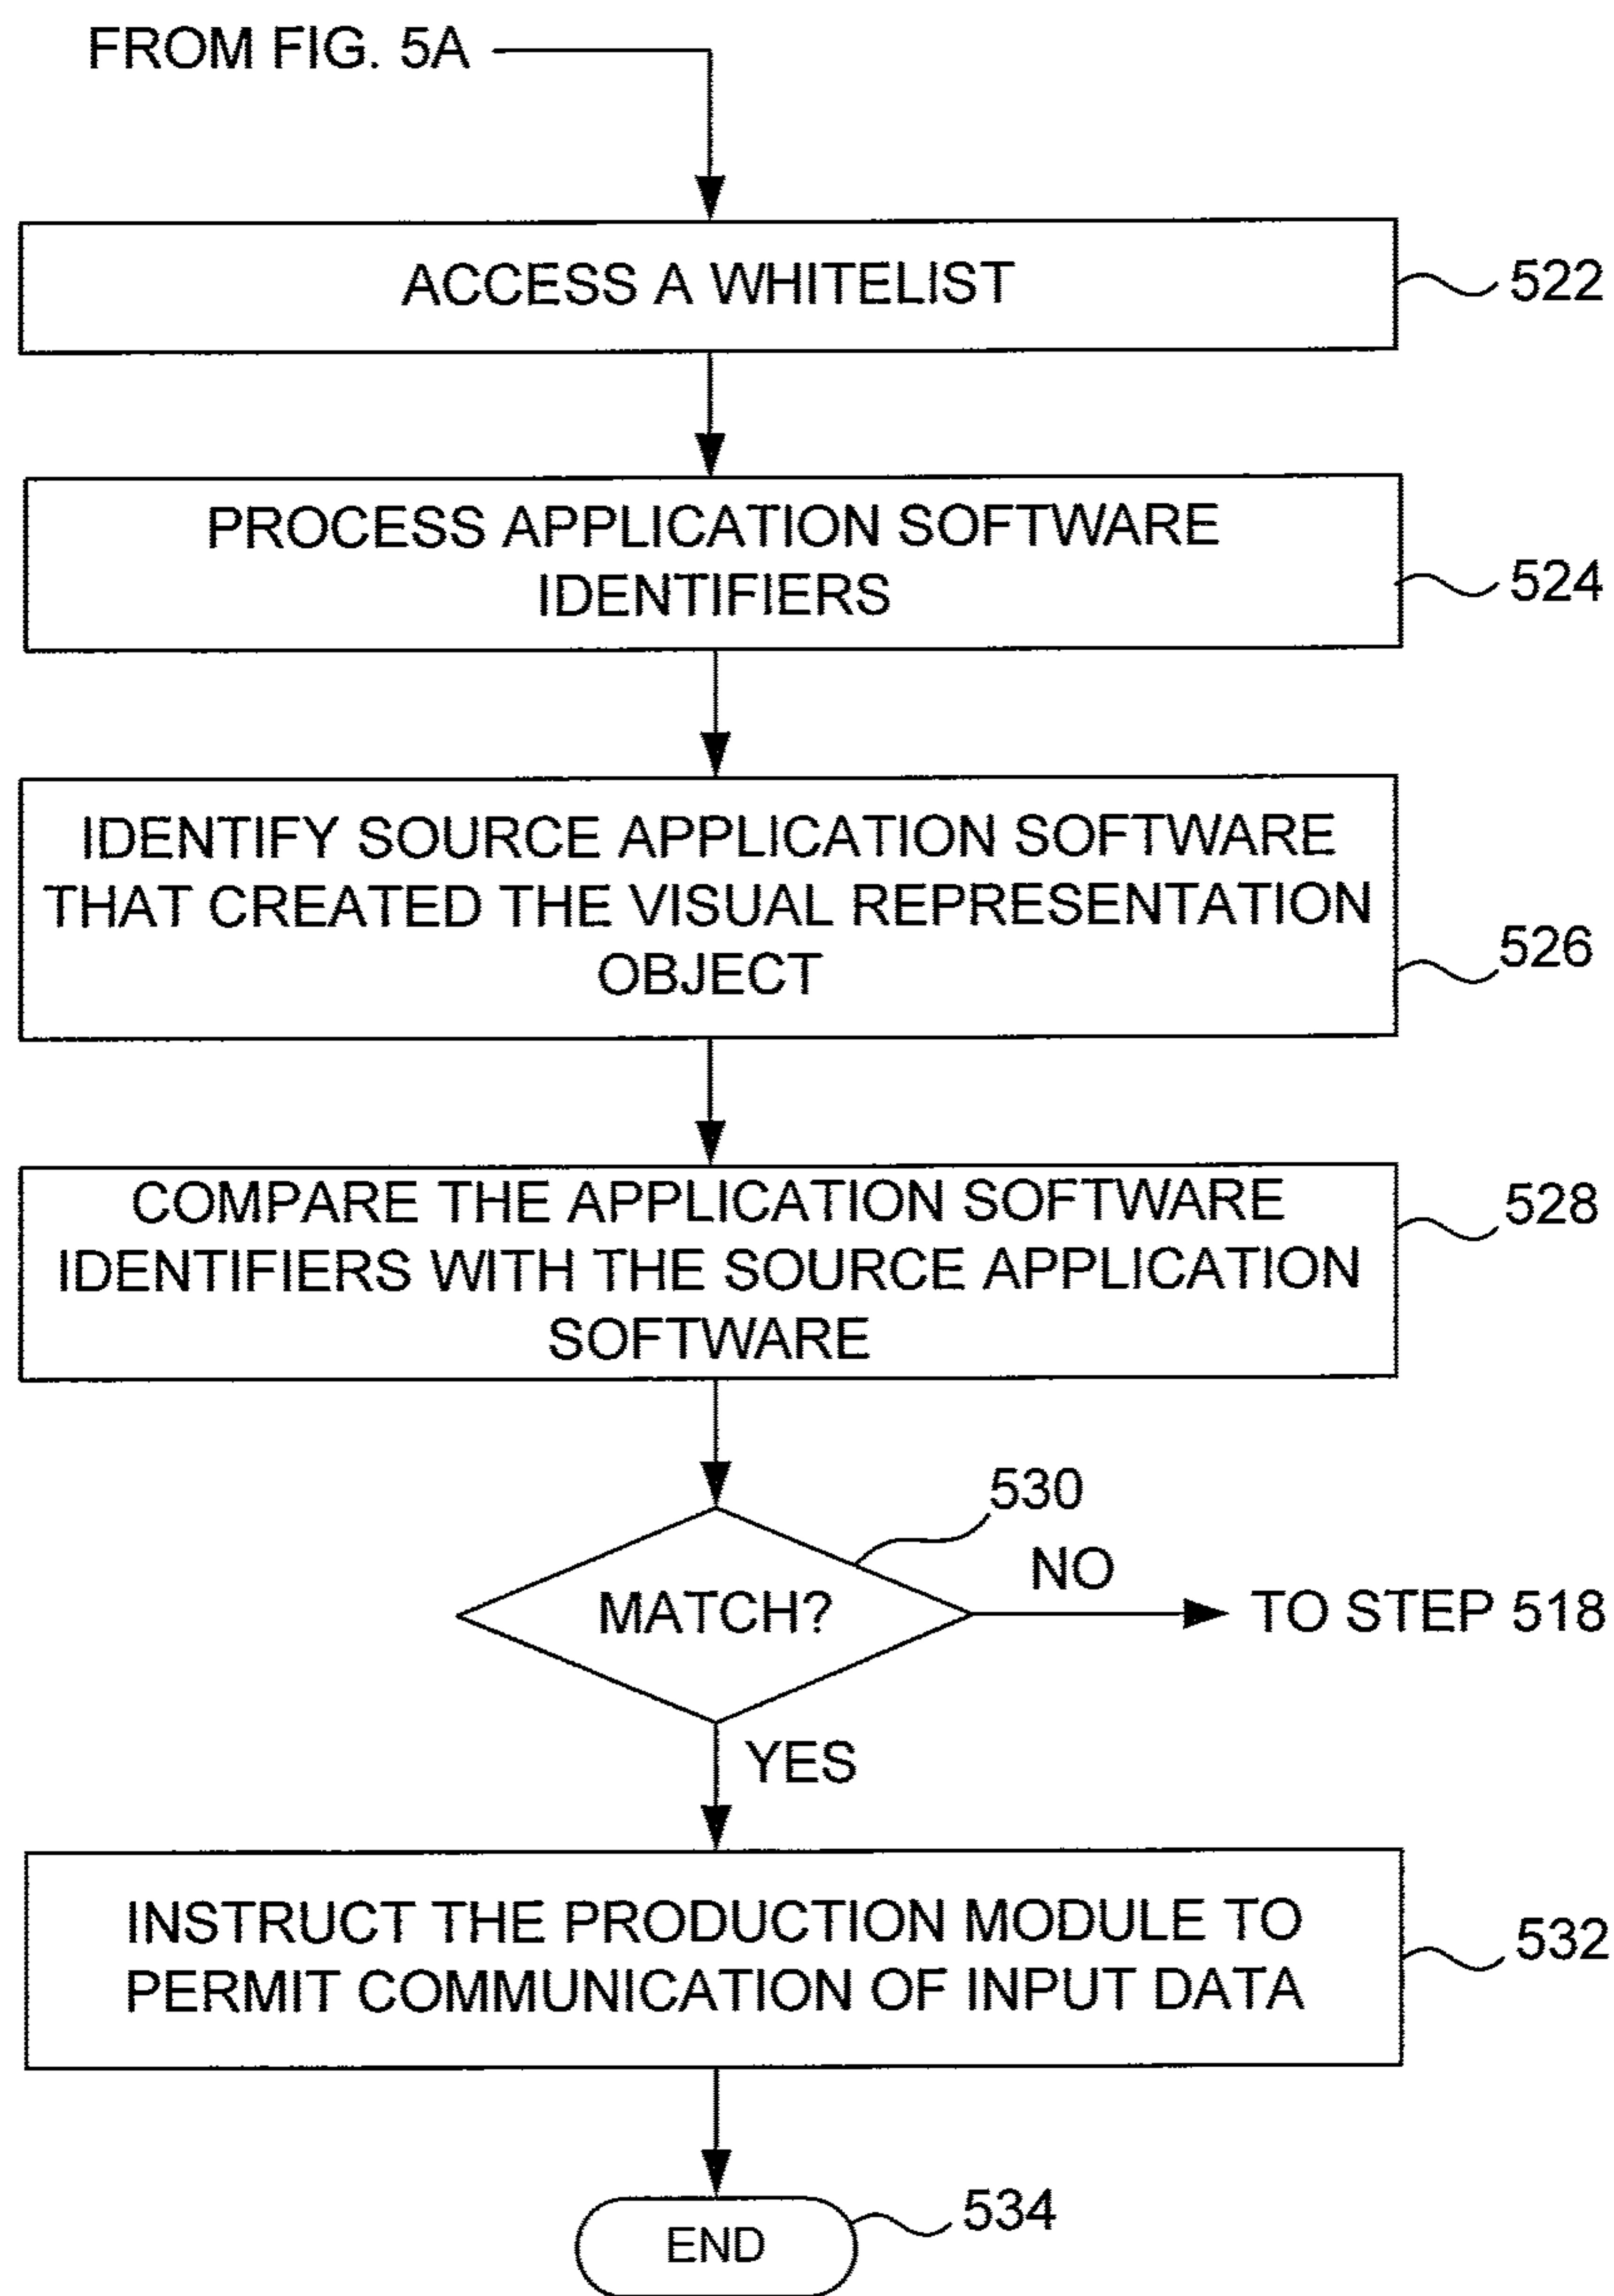 FROM FIG. 5A
ACCESS A WHITELIST
522
PROCESS APPLICATION SOFTWARE
IDENTIFIERS
524
IDENTIFY SOURCE APPLICATION SOFTWARE
THAT CREATED THE VISUAL REPRESENTATION
OBJECT
526
COMPARE THE APPLICATION SOFTWARE
IDENTIFIERS WITH THE SOURCE APPLICATION
SOFTWARE
528
530
MATCH?
NO
TO STEP 518
YES
INSTRUCT THE PRODUCTION MODULE TO
PERMIT COMMUNICATION OF INPUT DATA
532
END
534